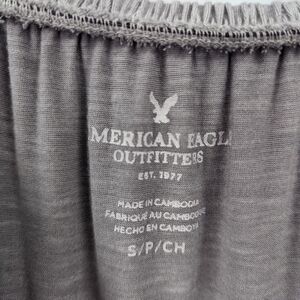 MERICAN EAGL
OUTFITTERS
EST. 1977
MADE IN CAMBODIA
FABRIQUÉ AU CAMBODGE
HECHO EN CAMBOYA
S/P/CH